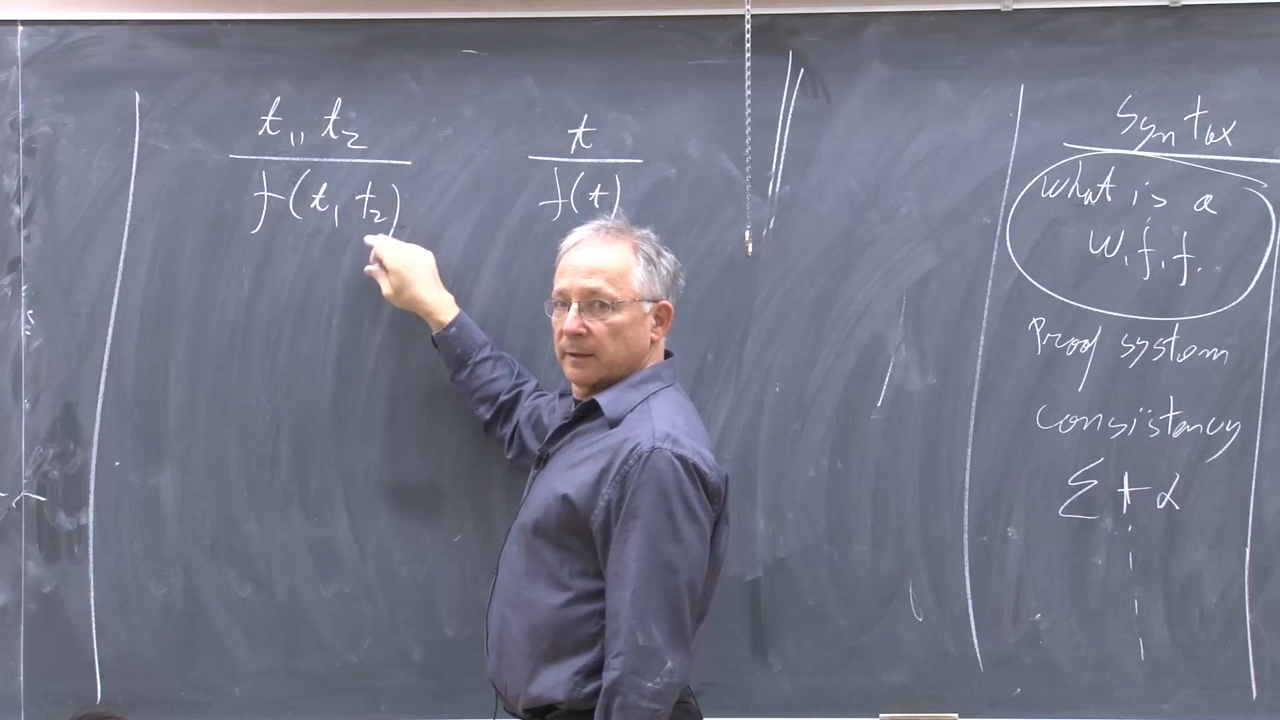 t₁, t₂
f(t₁ t₂)
t
f(t)
Syntax
What is a
w.f.f.
Proof system
consistency
Σ ⊢ α